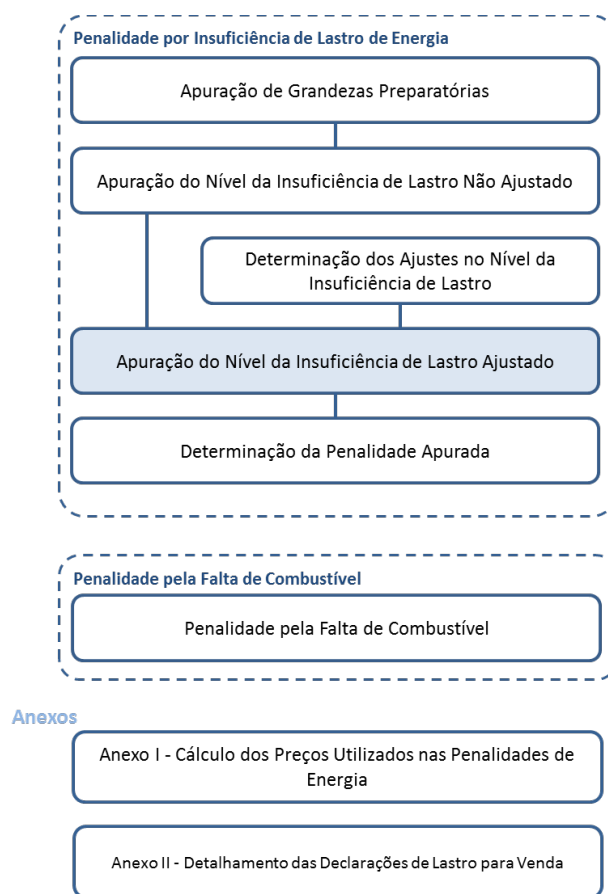 Penalidade por Insuficiência de Lastro de Energia
Apuração de Grandezas Preparatórias
Apuração do Nível da Insuficiência de Lastro Não Ajustado
Determinação dos Ajustes no Nível da
Insuficiência de Lastro
Apuração do Nível da Insuficiência de Lastro Ajustado
Determinação da Penalidade Apurada
Penalidade pela Falta de Combustível
Penalidade pela Falta de Combustível
Anexos
Anexo I - Cálculo dos Preços Utilizados nas Penalidades de
Energia
Anexo II - Detalhamento das Declarações de Lastro para Venda